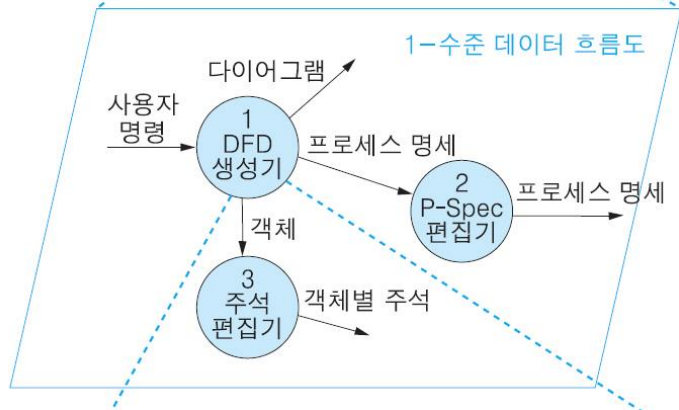 1-수준 데이터 흐름도
다이어그램
사용자
명령
1
DFD
생성기
프로세스 명세
2
P-Spec
편집기
프로세스 명세
객체
3
주석
편집기
객체별 주석